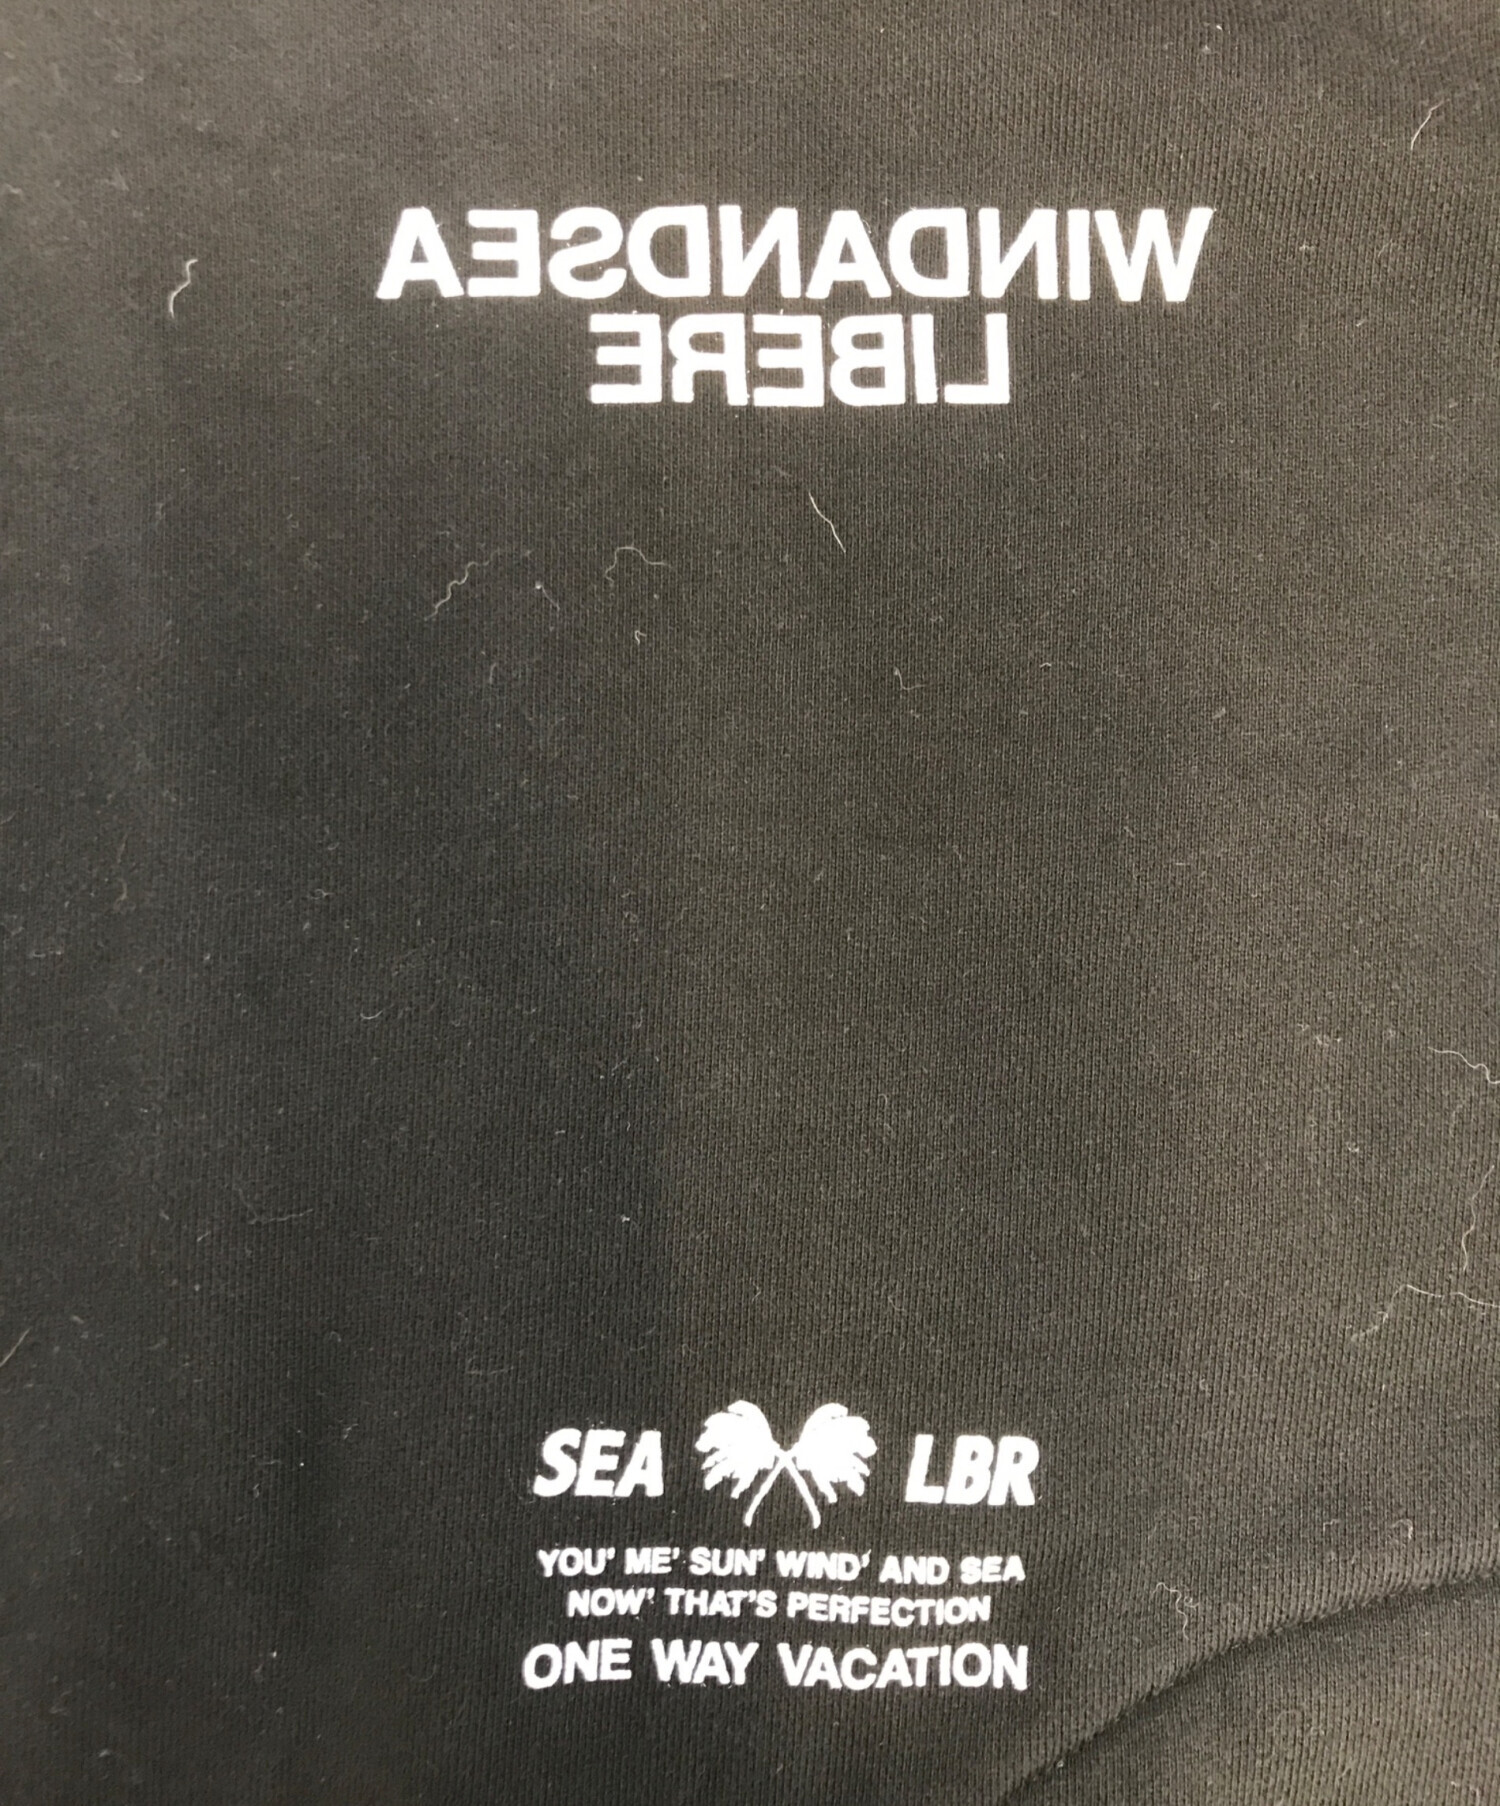 WINDANDSEA
LIBERE
SEA LBR
YOU' ME' SUN' WIND' AND SEA
NOW' THAT'S PERFECTION
ONE WAY VACATION